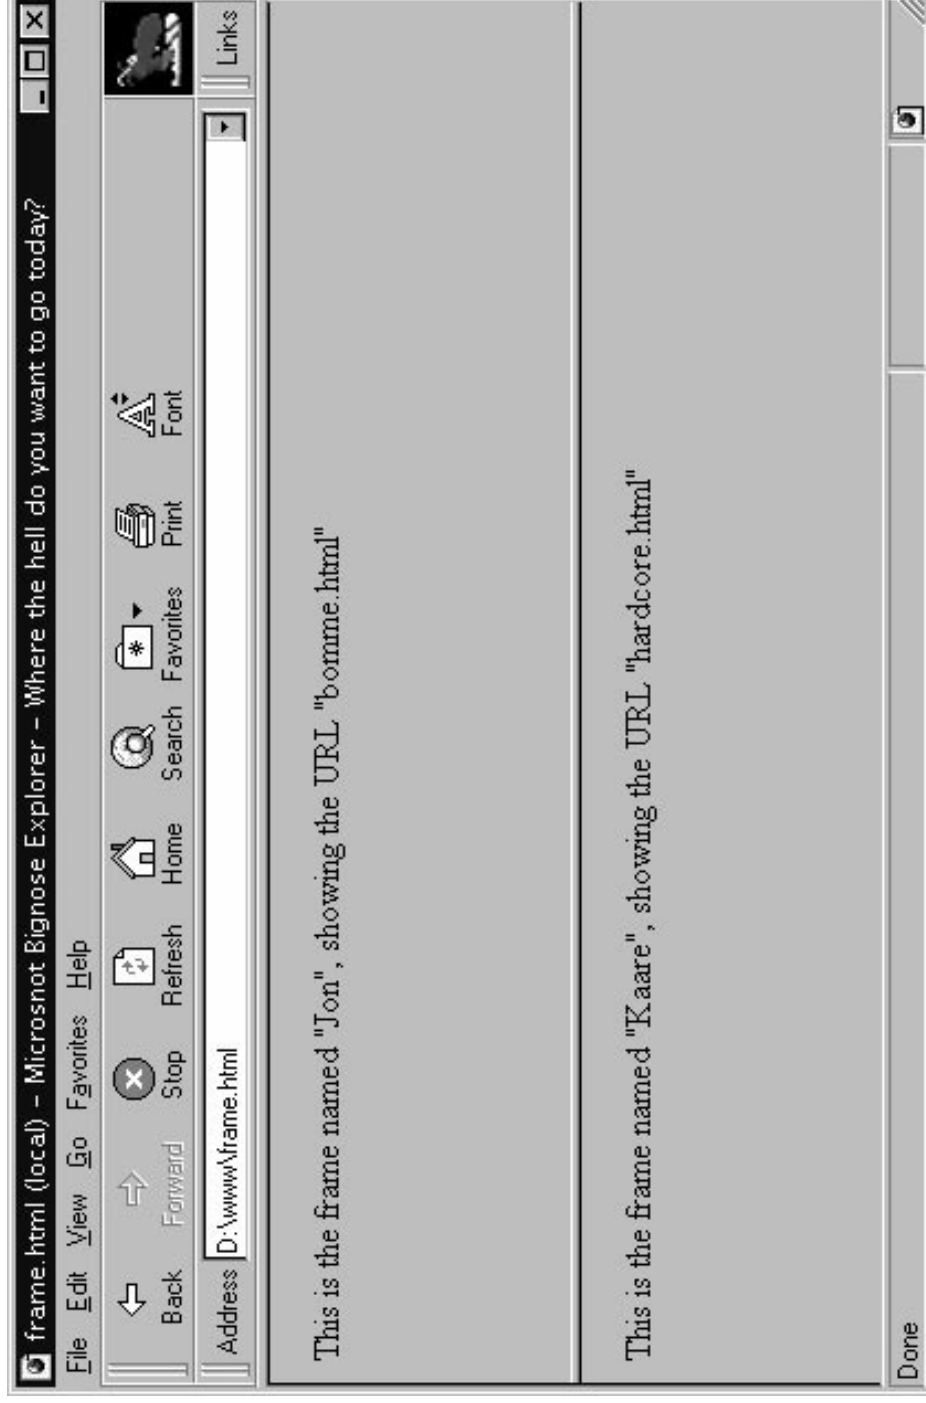 frame.html (local) – Microsnot Bignose Explorer – Where the hell do you want to go today?
File Edit View Go Favorites Help
Back Forward Stop Refresh Home Search Favorites Print Font
Address D:\www\frame.html Links
This is the frame named "Jon", showing the URL "bomme.html"
This is the frame named "Kaare", showing the URL "hardcore.html"
Done